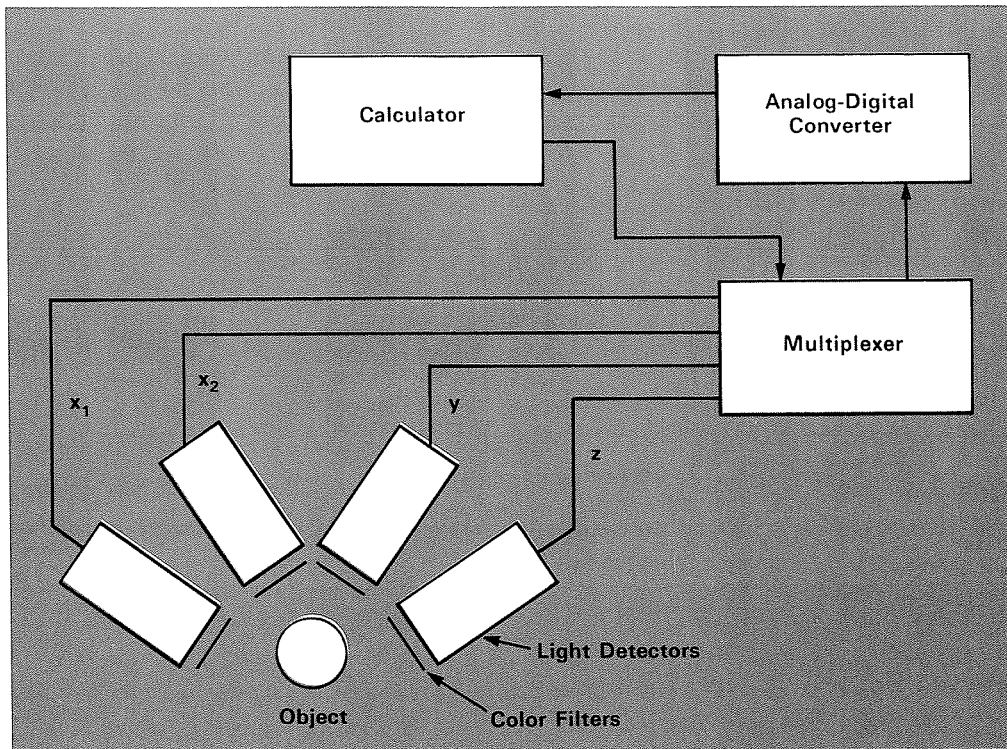 Calculator
Analog-Digital
Converter
Multiplexer
x₁
x₂
y
z
Light Detectors
Color Filters
Object